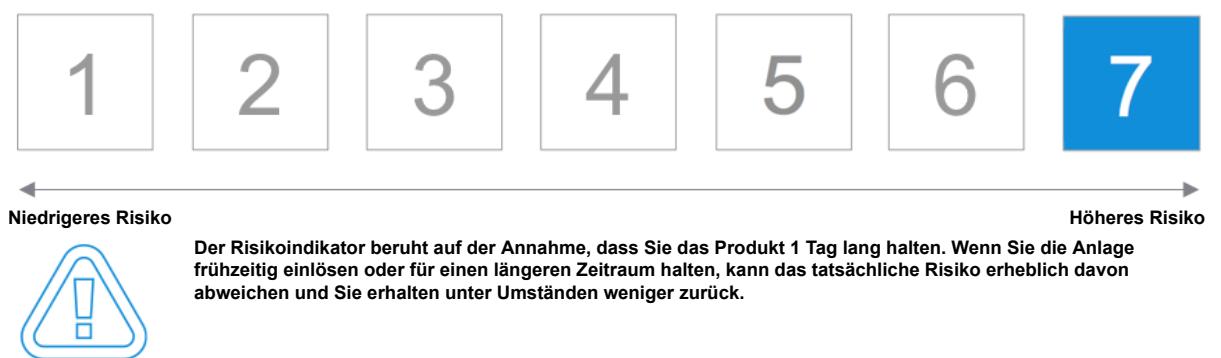 1 2 3 4 5 6 7
Niedrigeres Risiko Höheres Risiko
Der Risikoindikator beruht auf der Annahme, dass Sie das Produkt 1 Tag lang halten. Wenn Sie die Anlage
frühzeitig einlösen oder für einen längeren Zeitraum halten, kann das tatsächliche Risiko erheblich davon
abweichen und Sie erhalten unter Umständen weniger zurück.